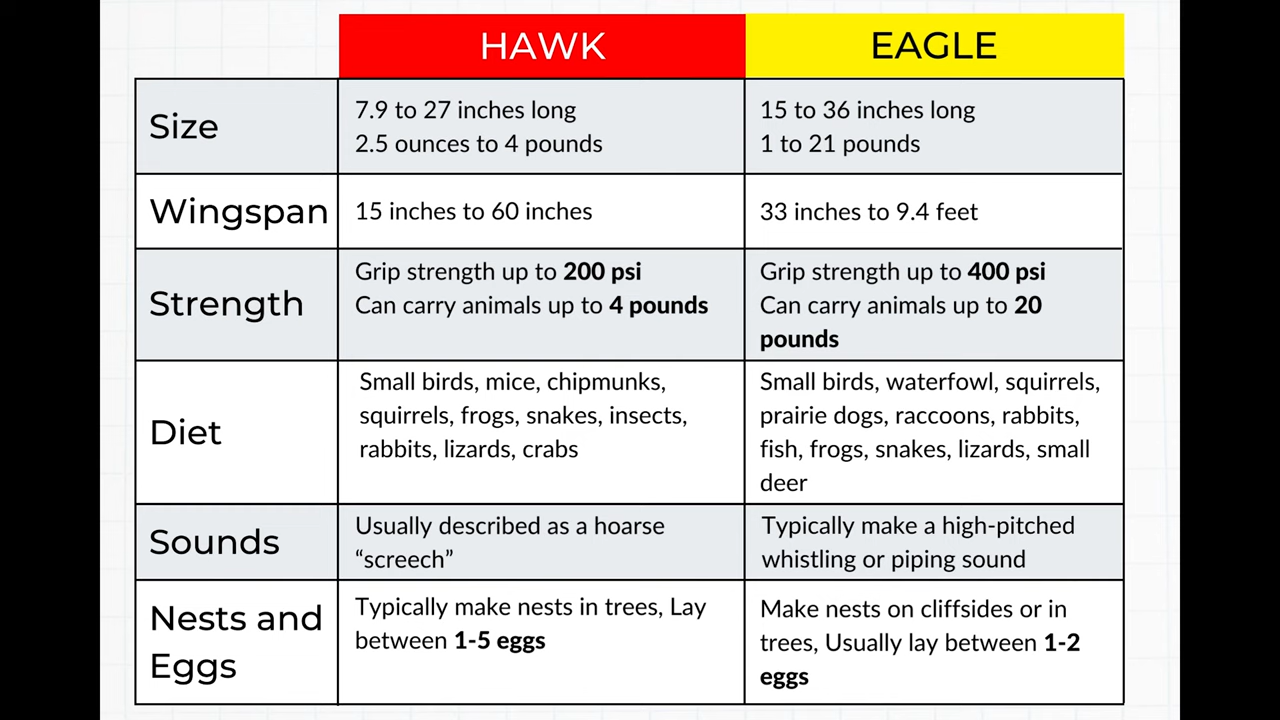 HAWK
EAGLE
Size
7.9 to 27 inches long
2.5 ounces to 4 pounds
15 to 36 inches long
1 to 21 pounds
Wingspan
15 inches to 60 inches
33 inches to 9.4 feet
Strength
Grip strength up to 200 psi
Can carry animals up to 4 pounds
Grip strength up to 400 psi
Can carry animals up to 20
pounds
Diet
Small birds, mice, chipmunks,
squirrels, frogs, snakes, insects,
rabbits, lizards, crabs
Small birds, waterfowl, squirrels,
prairie dogs, raccoons, rabbits,
fish, frogs, snakes, lizards, small
deer
Sounds
Usually described as a hoarse
“screech”
Typically make a high-pitched
whistling or piping sound
Nests and
Eggs
Typically make nests in trees, Lay
between 1-5 eggs
Make nests on cliffsides or in
trees, Usually lay between 1-2
eggs